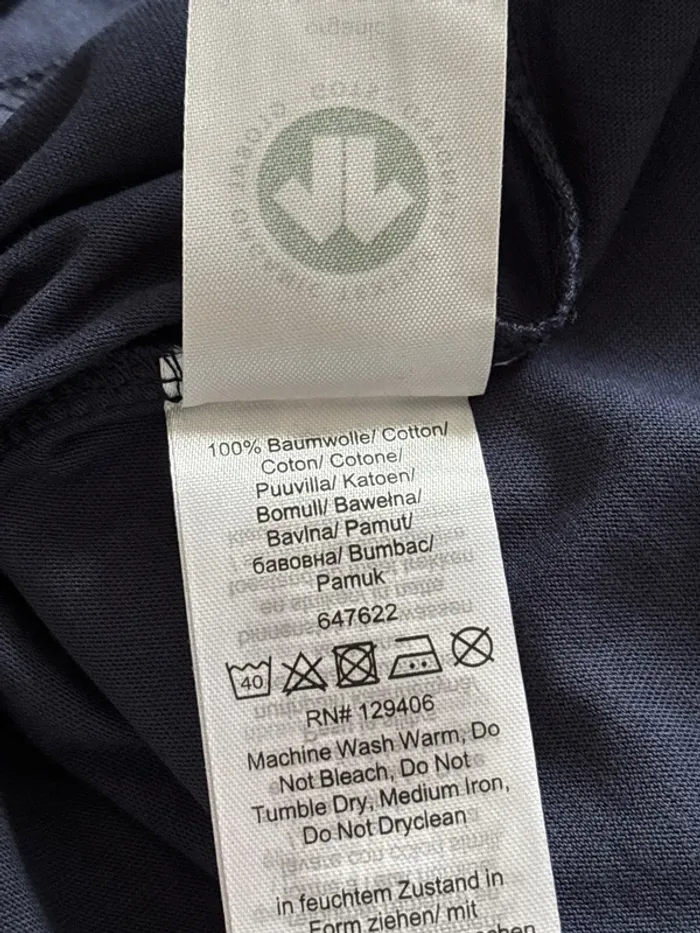 100% Baumwolle/ Cotton/
Coton/ Cotone/
Puuvilla/ Katoen/
Bomull/ Bawełna/
Bavlna/ Pamut/
бавовна/ Bumbac/
Pamuk
647622
40
RN# 129406
Machine Wash Warm, Do
Not Bleach, Do Not
Tumble Dry, Medium Iron,
Do Not Dryclean
in feuchtem Zustand in
Form ziehen/ mit